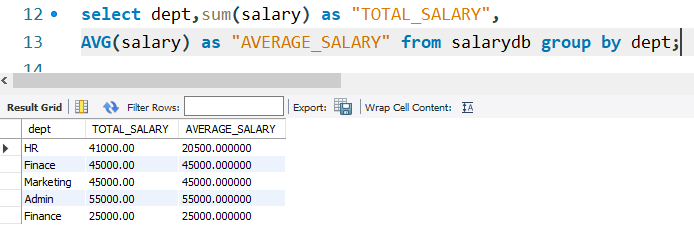 12 select dept,sum(salary) as "TOTAL_SALARY",
13 AVG(salary) as "AVERAGE_SALARY" from salarydb group by dept;
14
Result Grid Filter Rows: Export: Wrap Cell Content: IA
dept TOTAL_SALARY AVERAGE_SALARY
HR 41000.00 20500.000000
Finace 45000.00 45000.000000
Marketing 45000.00 45000.000000
Admin 55000.00 55000.000000
Finance 25000.00 25000.000000